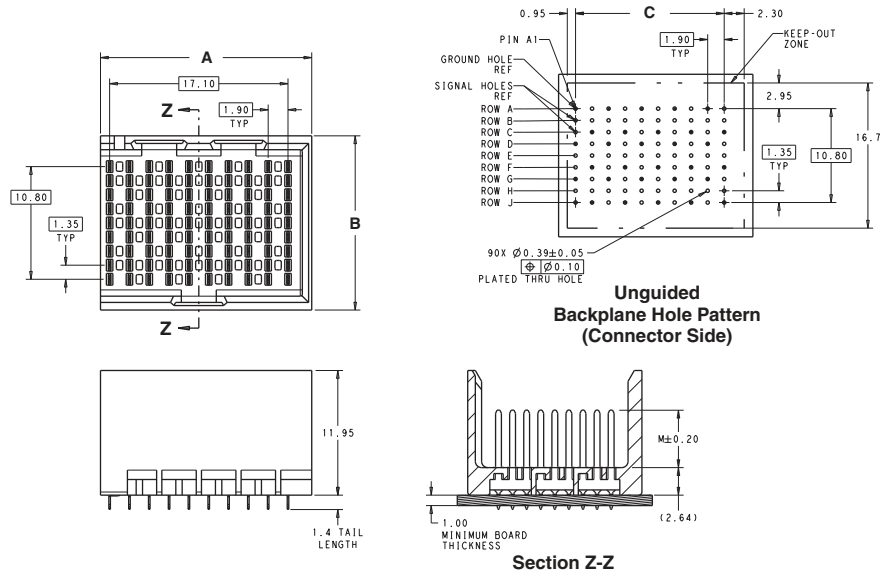 A
17.10
Z
1.90
TYP
10.80
1.35
TYP
B
Z
0.95
C
2.30
PIN A1
1.90
TYP
KEEP-OUT
ZONE
GROUND HOLE
REF
SIGNAL HOLES
REF
2.95
ROW A
ROW B
ROW C
ROW D
ROW E
ROW F
ROW G
ROW H
ROW J
16.7
1.35
TYP
10.80
90X Ø0.39±0.05
⌖ Ø0.10
PLATED THRU HOLE
Unguided
Backplane Hole Pattern
(Connector Side)
11.95
1.4 TAIL
LENGTH
M±0.20
(2.64)
1.00
MINIMUM BOARD
THICKNESS
Section Z-Z